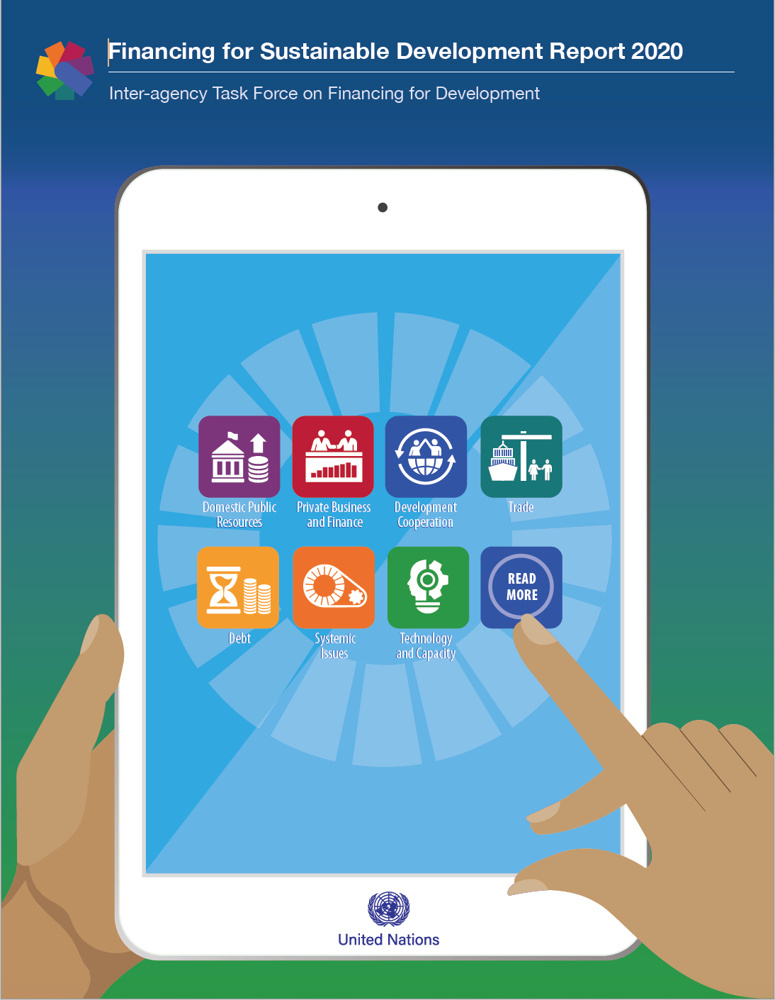 Financing for Sustainable Development Report 2020
Inter-agency Task Force on Financing for Development
Domestic Public
Resources
Private Business
and Finance
Development
Cooperation
Trade
Debt
Systemic
Issues
Technology
and Capacity
READ
MORE
United Nations